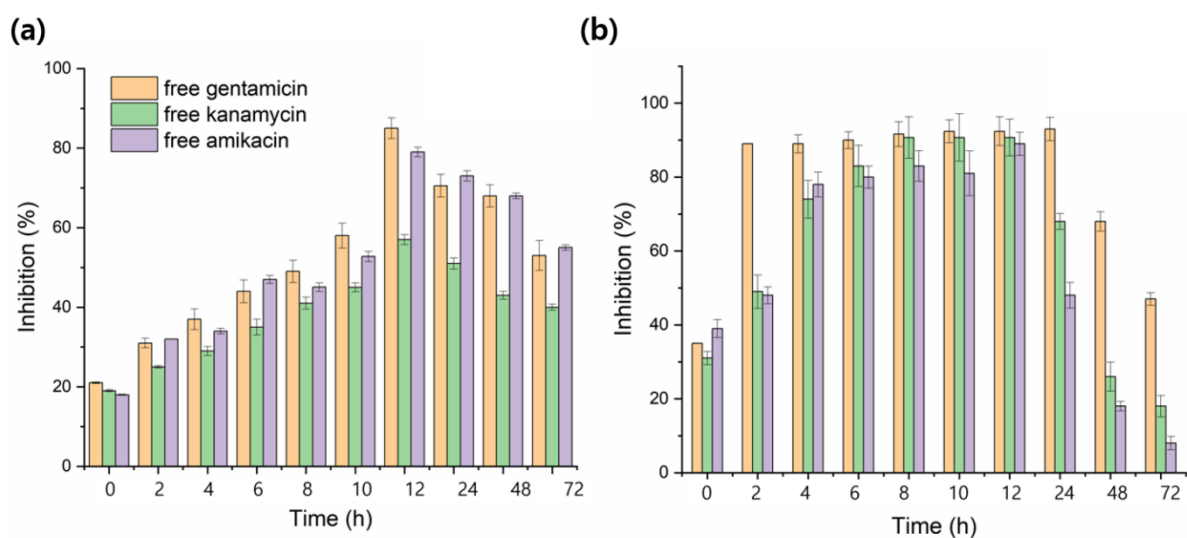 (a)
Inhibition (%)
100
80
60
40
20
0
free gentamicin
free kanamycin
free amikacin
0 2 4 6 8 10 12 24 48 72
Time (h)
(b)
Inhibition (%)
100
80
60
40
20
0
0 2 4 6 8 10 12 24 48 72
Time (h)